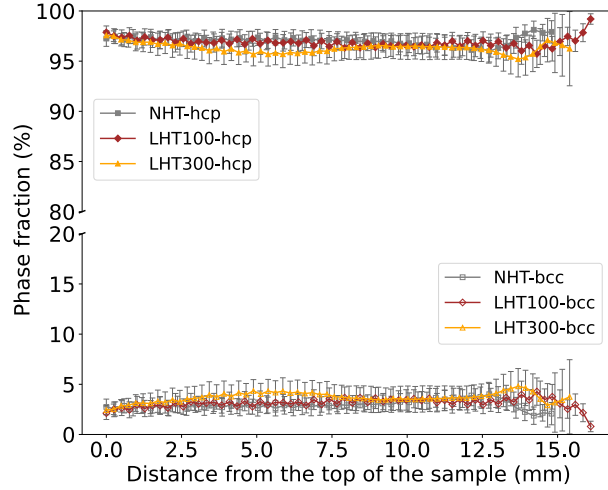 100
95
90
85
80
NHT-hcp
LHT100-hcp
LHT300-hcp
Phase fraction (%)
20
15
10
5
0
NHT-bcc
LHT100-bcc
LHT300-bcc
0.0 2.5 5.0 7.5 10.0 12.5 15.0
Distance from the top of the sample (mm)